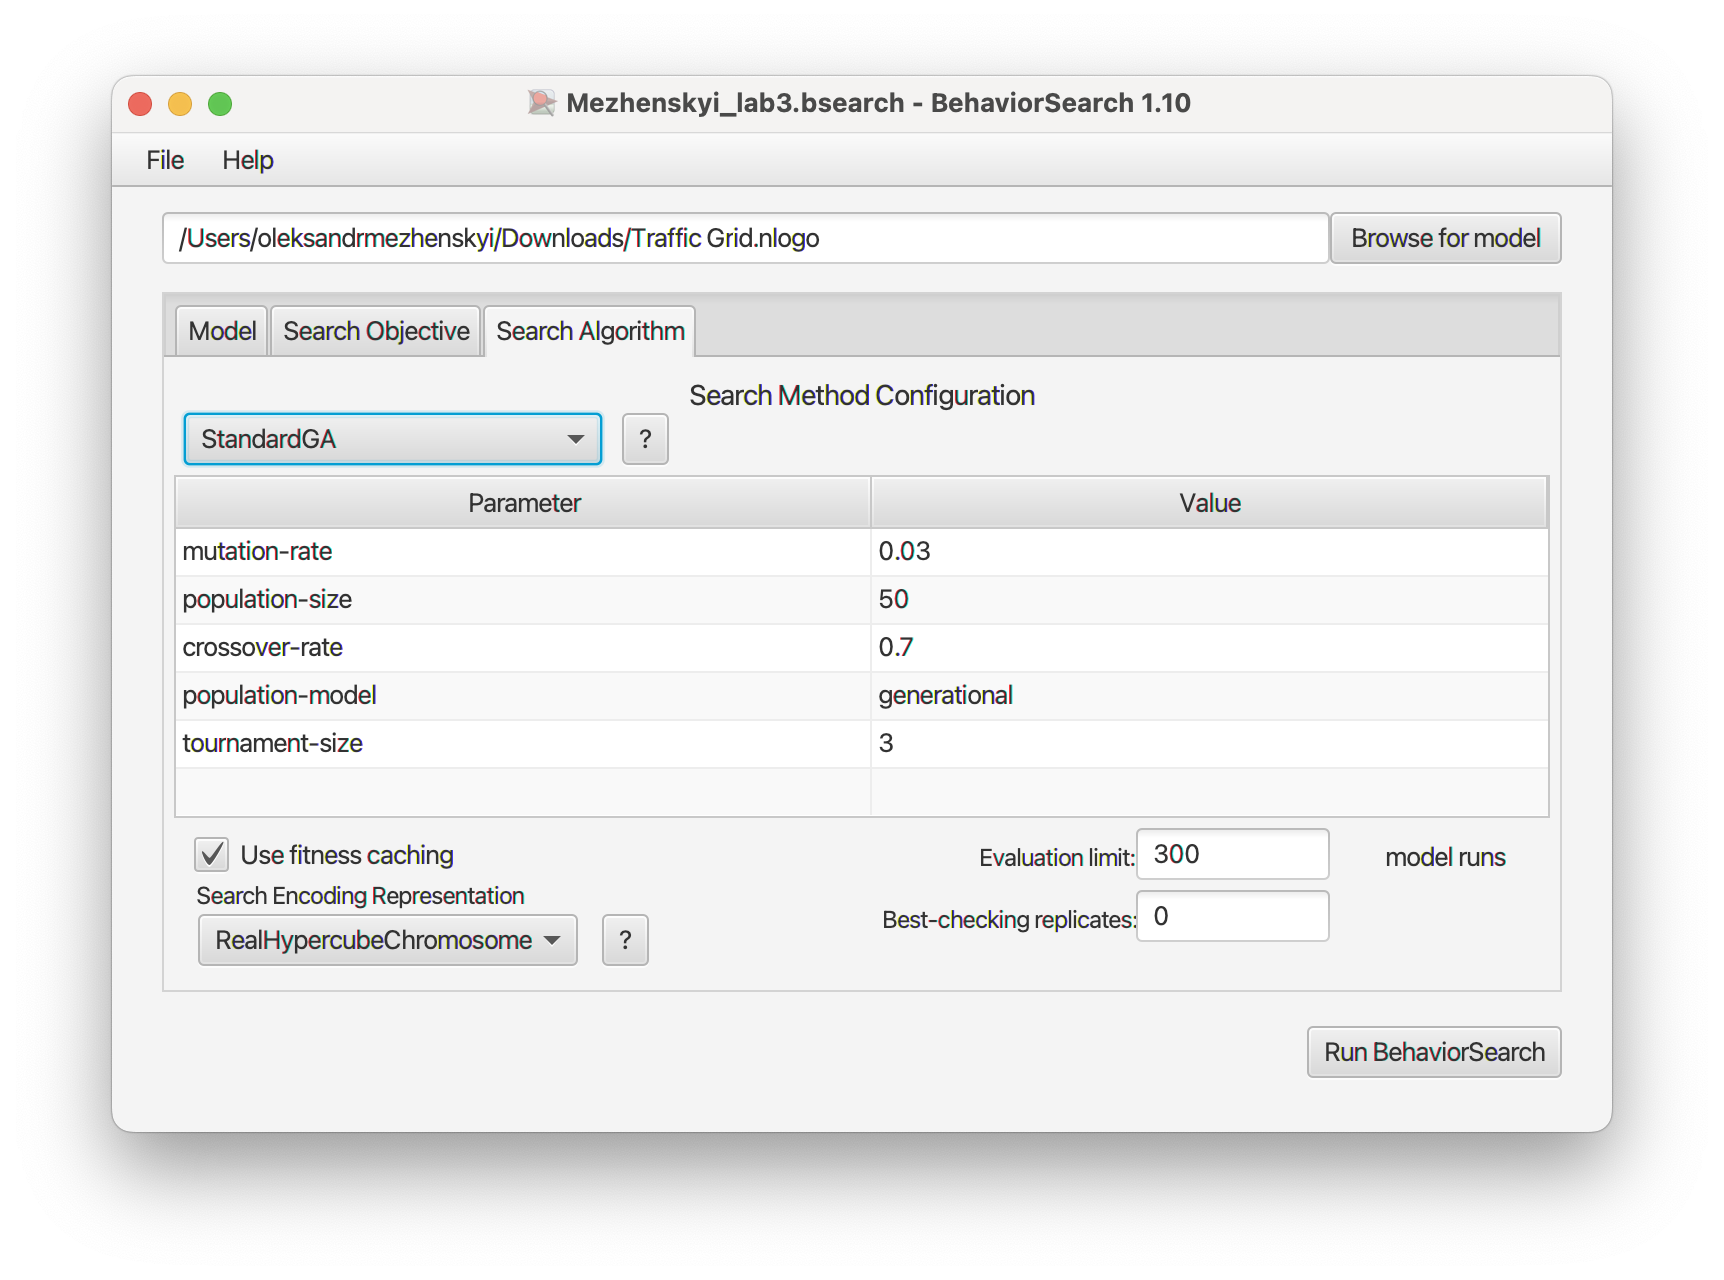 Mezhenskyi_lab3.bsearch - BehaviorSearch 1.10
File Help
/Users/oleksandrmezhenskyi/Downloads/Traffic Grid.nlogo Browse for model
Model Search Objective Search Algorithm
Search Method Configuration
StandardGA ?
Parameter Value
mutation-rate 0.03
population-size 50
crossover-rate 0.7
population-model generational
tournament-size 3
Use fitness caching Evaluation limit: 300 model runs
Search Encoding Representation
Best-checking replicates: 0
RealHypercubeChromosome ?
Run BehaviorSearch